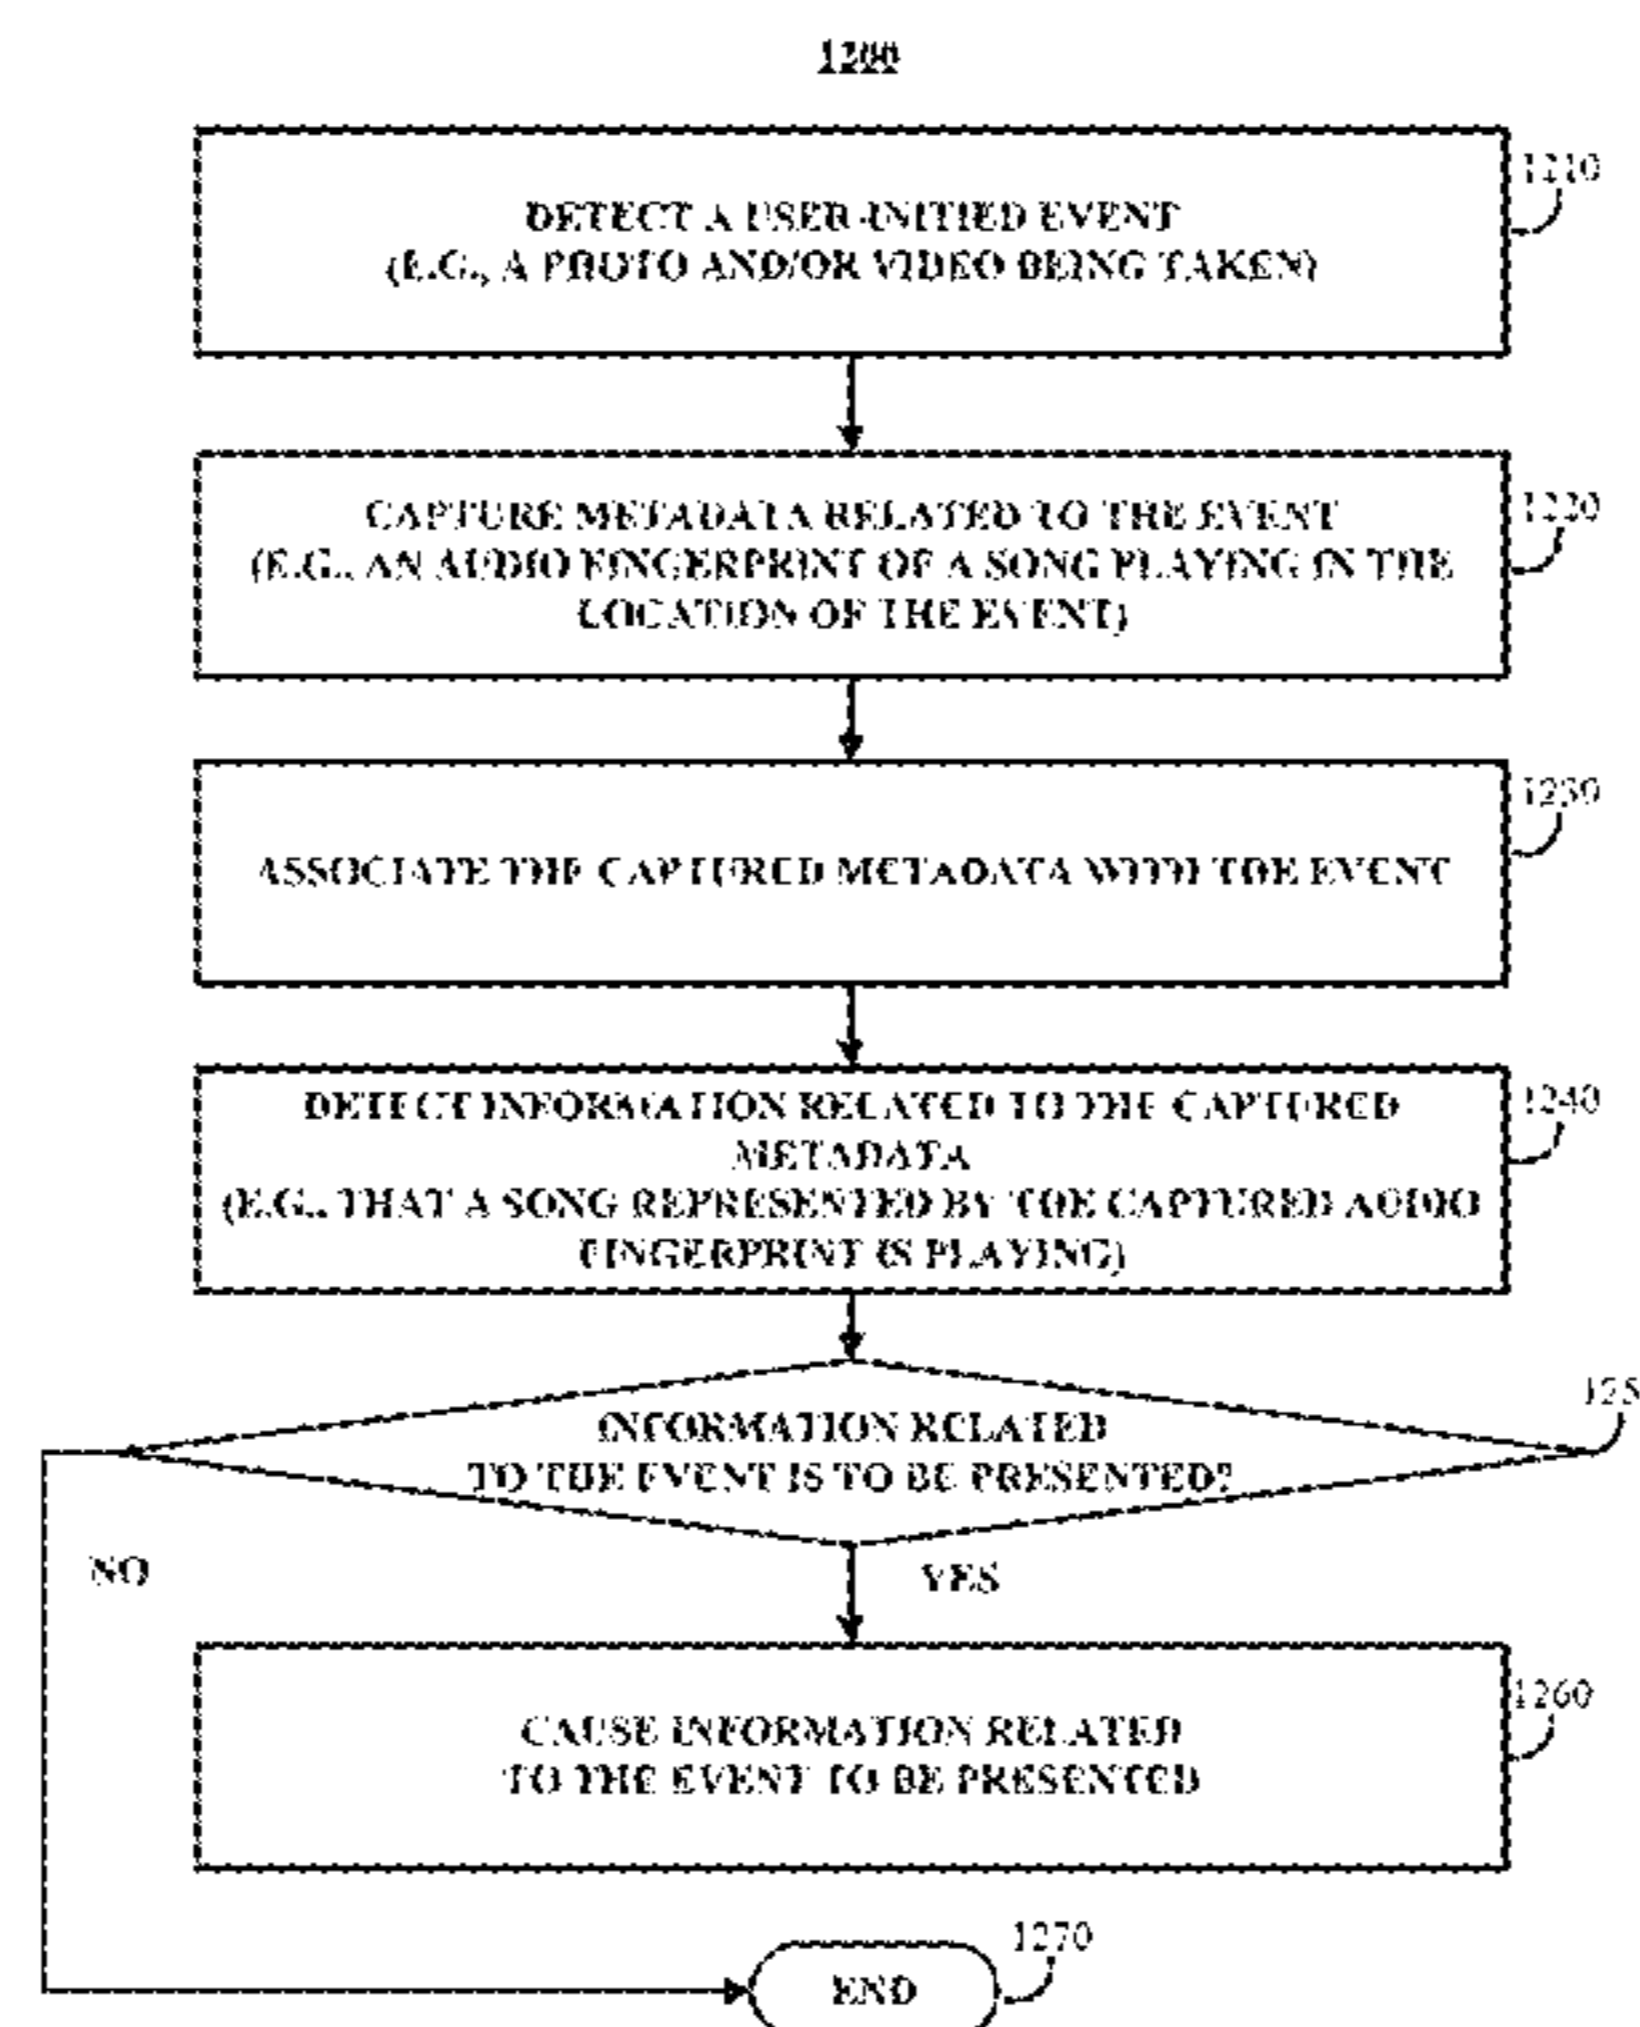 1200
DETECT A USER-INITIED EVENT
(E.G., A PHOTO AND/OR VIDEO BEING TAKEN)
1210
CAPTURE METADATA RELATED TO THE EVENT
(E.G., AN AUDIO FINGERPRINT OF A SONG PLAYING IN THE
LOCATION OF THE EVENT)
1220
ASSOCIATE THE CAPTURED METADATA WITH THE EVENT
1230
DETECT INFORMATION RELATED TO THE CAPTURED
METADATA
(E.G., THAT A SONG REPRESENTED BY THE CAPTURED AUDIO
FINGERPRINT IS PLAYING)
1240
INFORMATION RELATED
TO THE EVENT IS TO BE PRESENTED?
125
NO
YES
CAUSE INFORMATION RELATED
TO THE EVENT TO BE PRESENTED
1260
END
1270